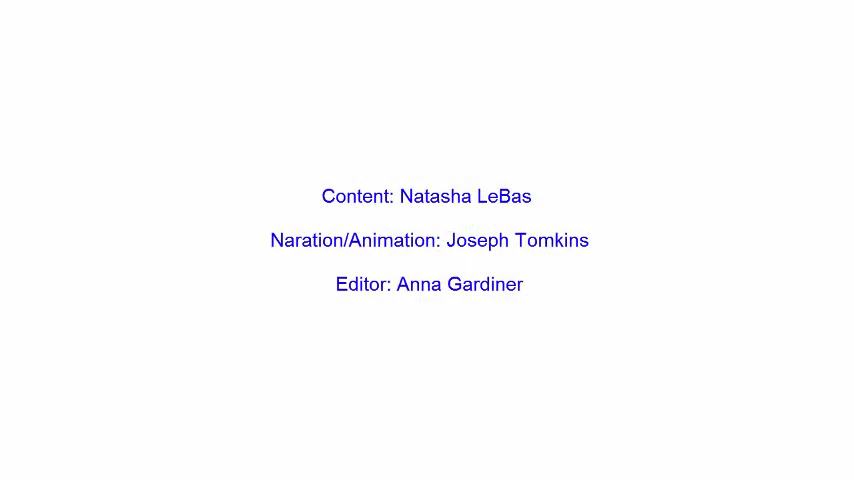 Content: Natasha LeBas
Naration/Animation: Joseph Tomkins
Editor: Anna Gardiner